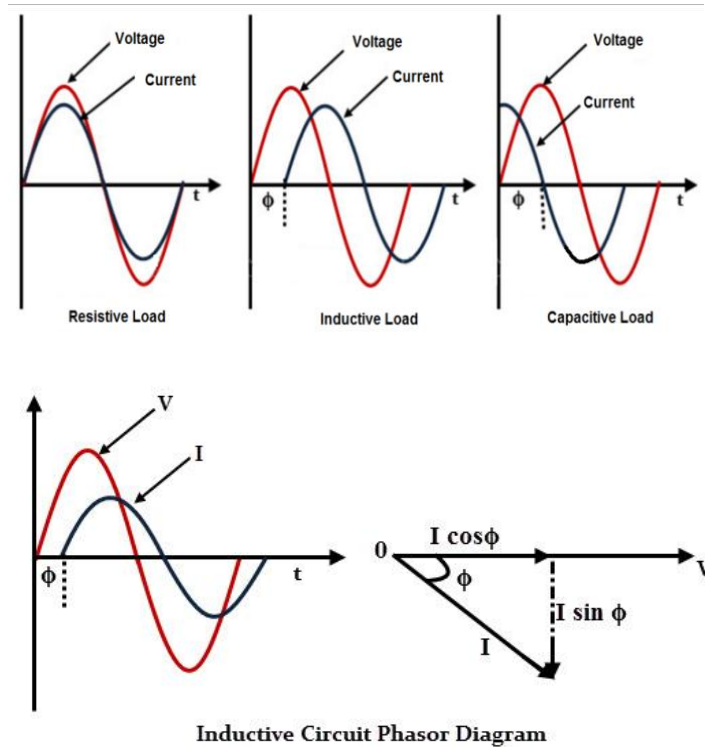 Voltage
Current
t
Resistive Load
Voltage
Current
ϕ
t
Inductive Load
Voltage
Current
ϕ
t
Capacitive Load
V
I
ϕ
t
0
I cosϕ
ϕ
V
I sin ϕ
I
Inductive Circuit Phasor Diagram